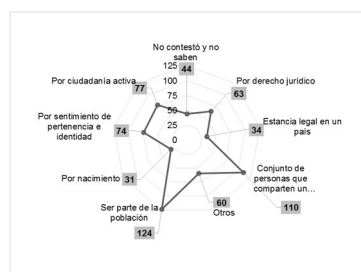 No contestó y no
saben
44
125
100
75
50
25
0
Por derecho jurídico
63
Estancia legal en un
país
34
Conjunto de
personas que
comparten un…
110
Otros
60
Ser parte de la
población
124
Por nacimiento
31
Por sentimiento de
pertenencia e
identidad
74
Por ciudadanía activa
77